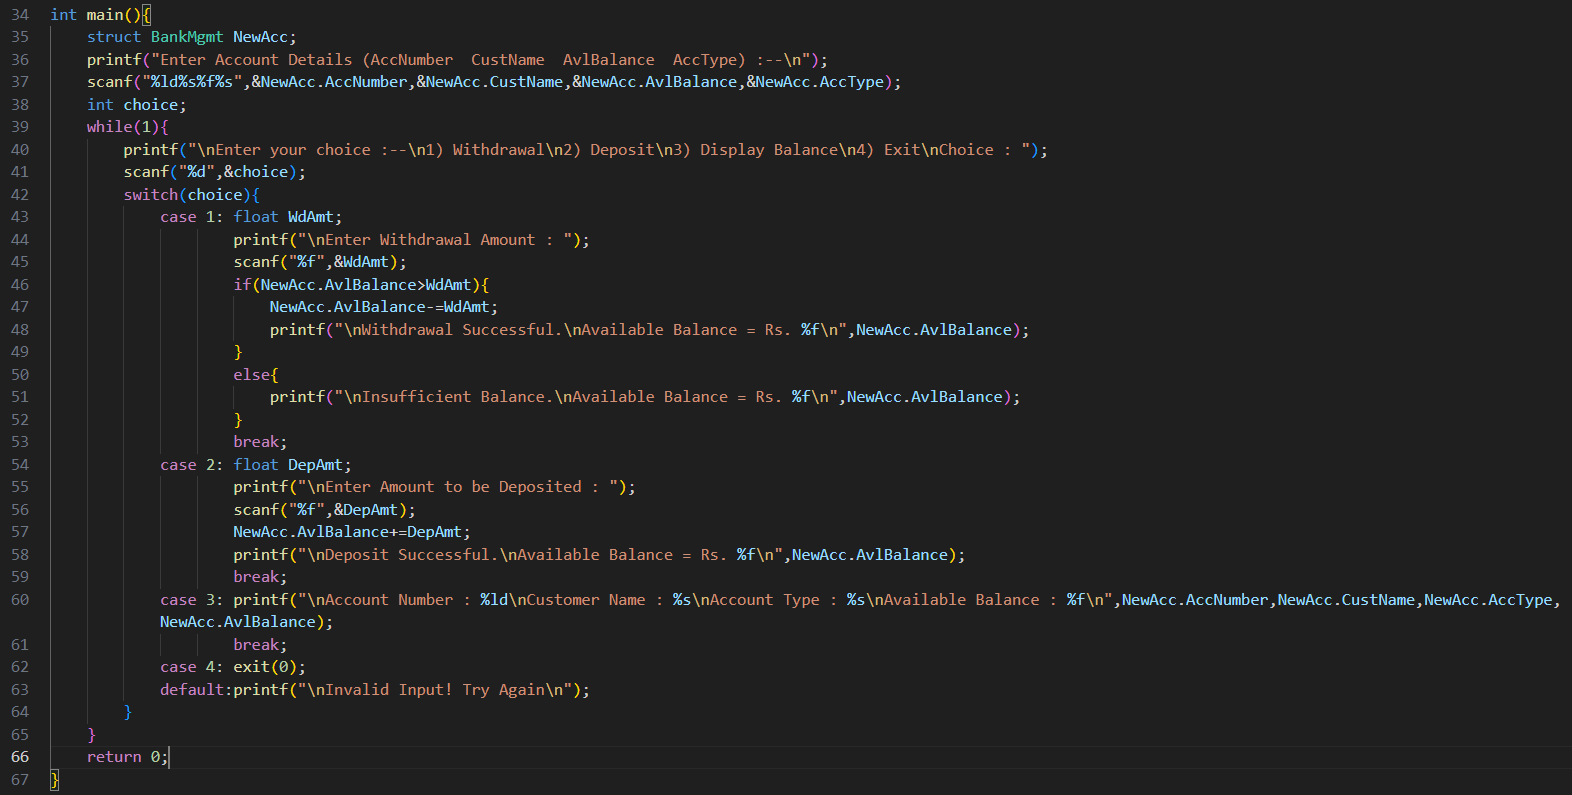 34 int main(){
35     struct BankMgmt NewAcc;
36     printf("Enter Account Details (AccNumber  CustName  AvlBalance  AccType) :--\n");
37     scanf("%ld%s%f%s",&NewAcc.AccNumber,&NewAcc.CustName,&NewAcc.AvlBalance,&NewAcc.AccType);
38     int choice;
39     while(1){
40         printf("\nEnter your choice :--\n1) Withdrawal\n2) Deposit\n3) Display Balance\n4) Exit\nChoice : ");
41         scanf("%d",&choice);
42         switch(choice){
43             case 1: float WdAmt;
44                     printf("\nEnter Withdrawal Amount : ");
45                     scanf("%f",&WdAmt);
46                     if(NewAcc.AvlBalance>WdAmt){
47                         NewAcc.AvlBalance-=WdAmt;
48                         printf("\nWithdrawal Successful.\nAvailable Balance = Rs. %f\n",NewAcc.AvlBalance);
49                     }
50                     else{
51                         printf("\nInsufficient Balance.\nAvailable Balance = Rs. %f\n",NewAcc.AvlBalance);
52                     }
53                     break;
54             case 2: float DepAmt;
55                     printf("\nEnter Amount to be Deposited : ");
56                     scanf("%f",&DepAmt);
57                     NewAcc.AvlBalance+=DepAmt;
58                     printf("\nDeposit Successful.\nAvailable Balance = Rs. %f\n",NewAcc.AvlBalance);
59                     break;
60             case 3: printf("\nAccount Number : %ld\nCustomer Name : %s\nAccount Type : %s\nAvailable Balance : %f\n",NewAcc.AccNumber,NewAcc.CustName,NewAcc.AccType,
            NewAcc.AvlBalance);
61                     break;
62             case 4: exit(0);
63             default:printf("\nInvalid Input! Try Again\n");
64         }
65     }
66     return 0;
67 }